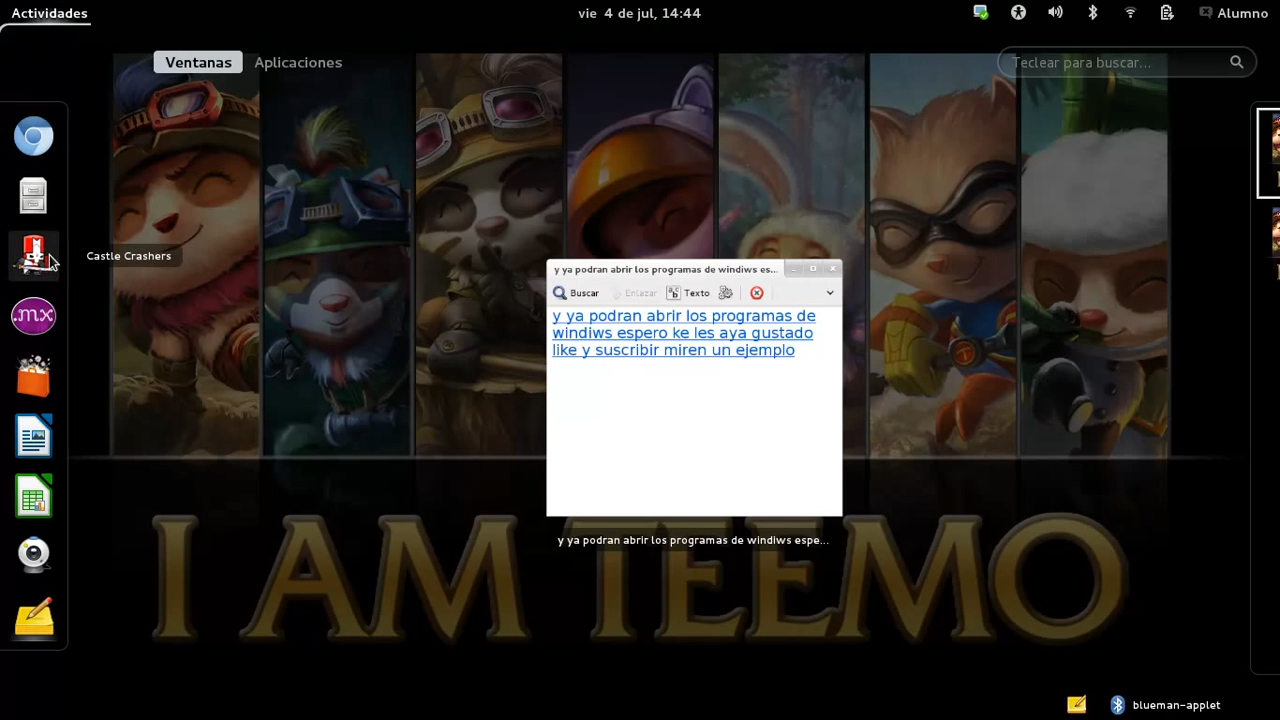 Actividades
vie 4 de jul, 14:44
Alumno
Ventanas
Aplicaciones
Teclear para buscar...
Castle Crashers
.mx
y ya podran abrir los programas de windiws es...
Buscar
Enlazar
Texto
y ya podran abrir los programas de
windiws espero ke les aya gustado
like y suscribir miren un ejemplo
y ya podran abrir los programas de windiws espe...
I AM TEEMO
blueman-applet